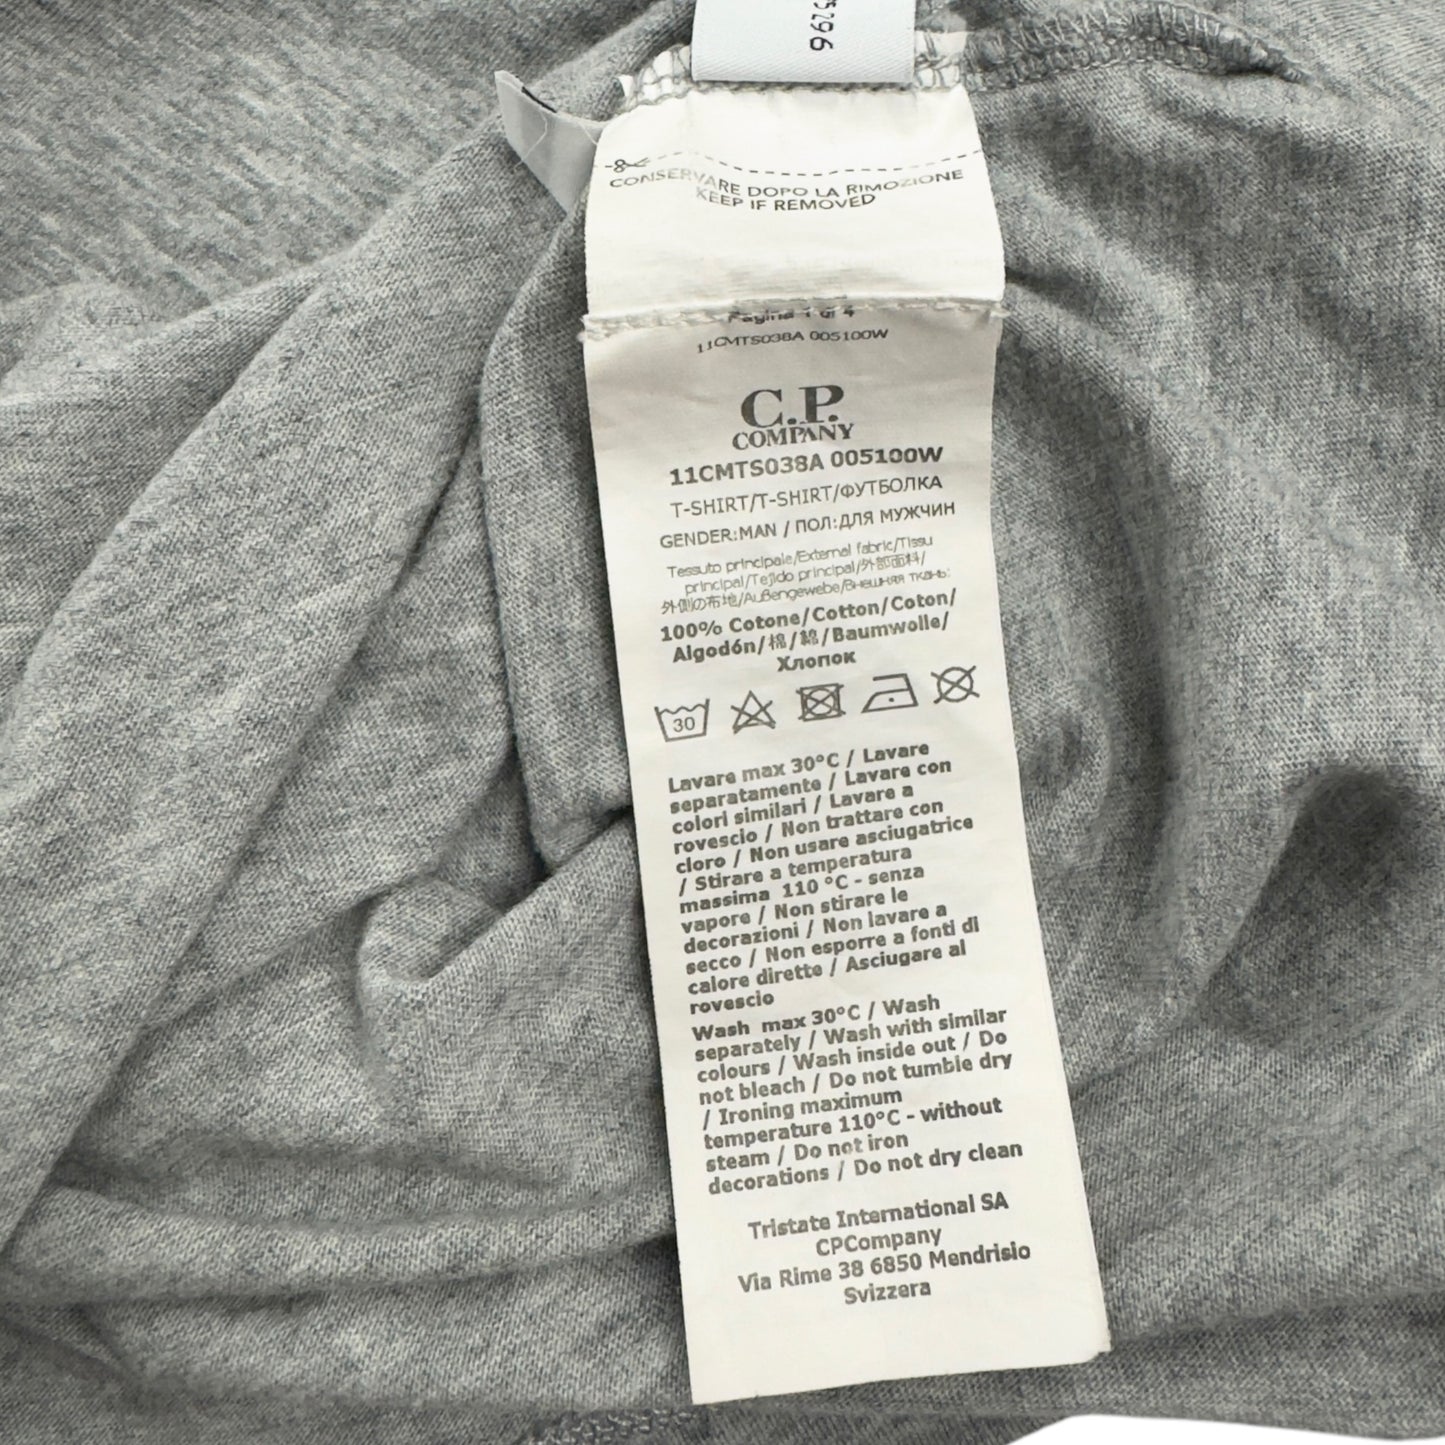 5296
CONSERVARE DOPO LA RIMOZIONE
KEEP IF REMOVED
Pagina 1 di 4
11CMTS038A 005100W
C.P.
COMPANY
11CMTS038A 005100W
T-SHIRT/T-SHIRT/ФУТБОЛКА
GENDER:MAN / ПОЛ:ДЛЯ МУЖЧИН
Tessuto principale/External fabric/Tissu
principal/Tejido principal/外部面料/
外側の布地/Außengewebe/Внешняя ткань:
100% Cotone/Cotton/Coton/
Algodón/棉/綿/Baumwolle/
Хлопок
30
Lavare max 30°C / Lavare
separatamente / Lavare con
colori similari / Lavare a
rovescio / Non trattare con
cloro / Non usare asciugatrice
/ Stirare a temperatura
massima 110 °C - senza
vapore / Non stirare le
decorazioni / Non lavare a
secco / Non esporre a fonti di
calore dirette / Asciugare al
rovescio
Wash max 30°C / Wash
separately / Wash with similar
colours / Wash inside out / Do
not bleach / Do not tumble dry
/ Ironing maximum
temperature 110°C - without
steam / Do not iron
decorations / Do not dry clean
Tristate International SA
CPCompany
Via Rime 38 6850 Mendrisio
Svizzera